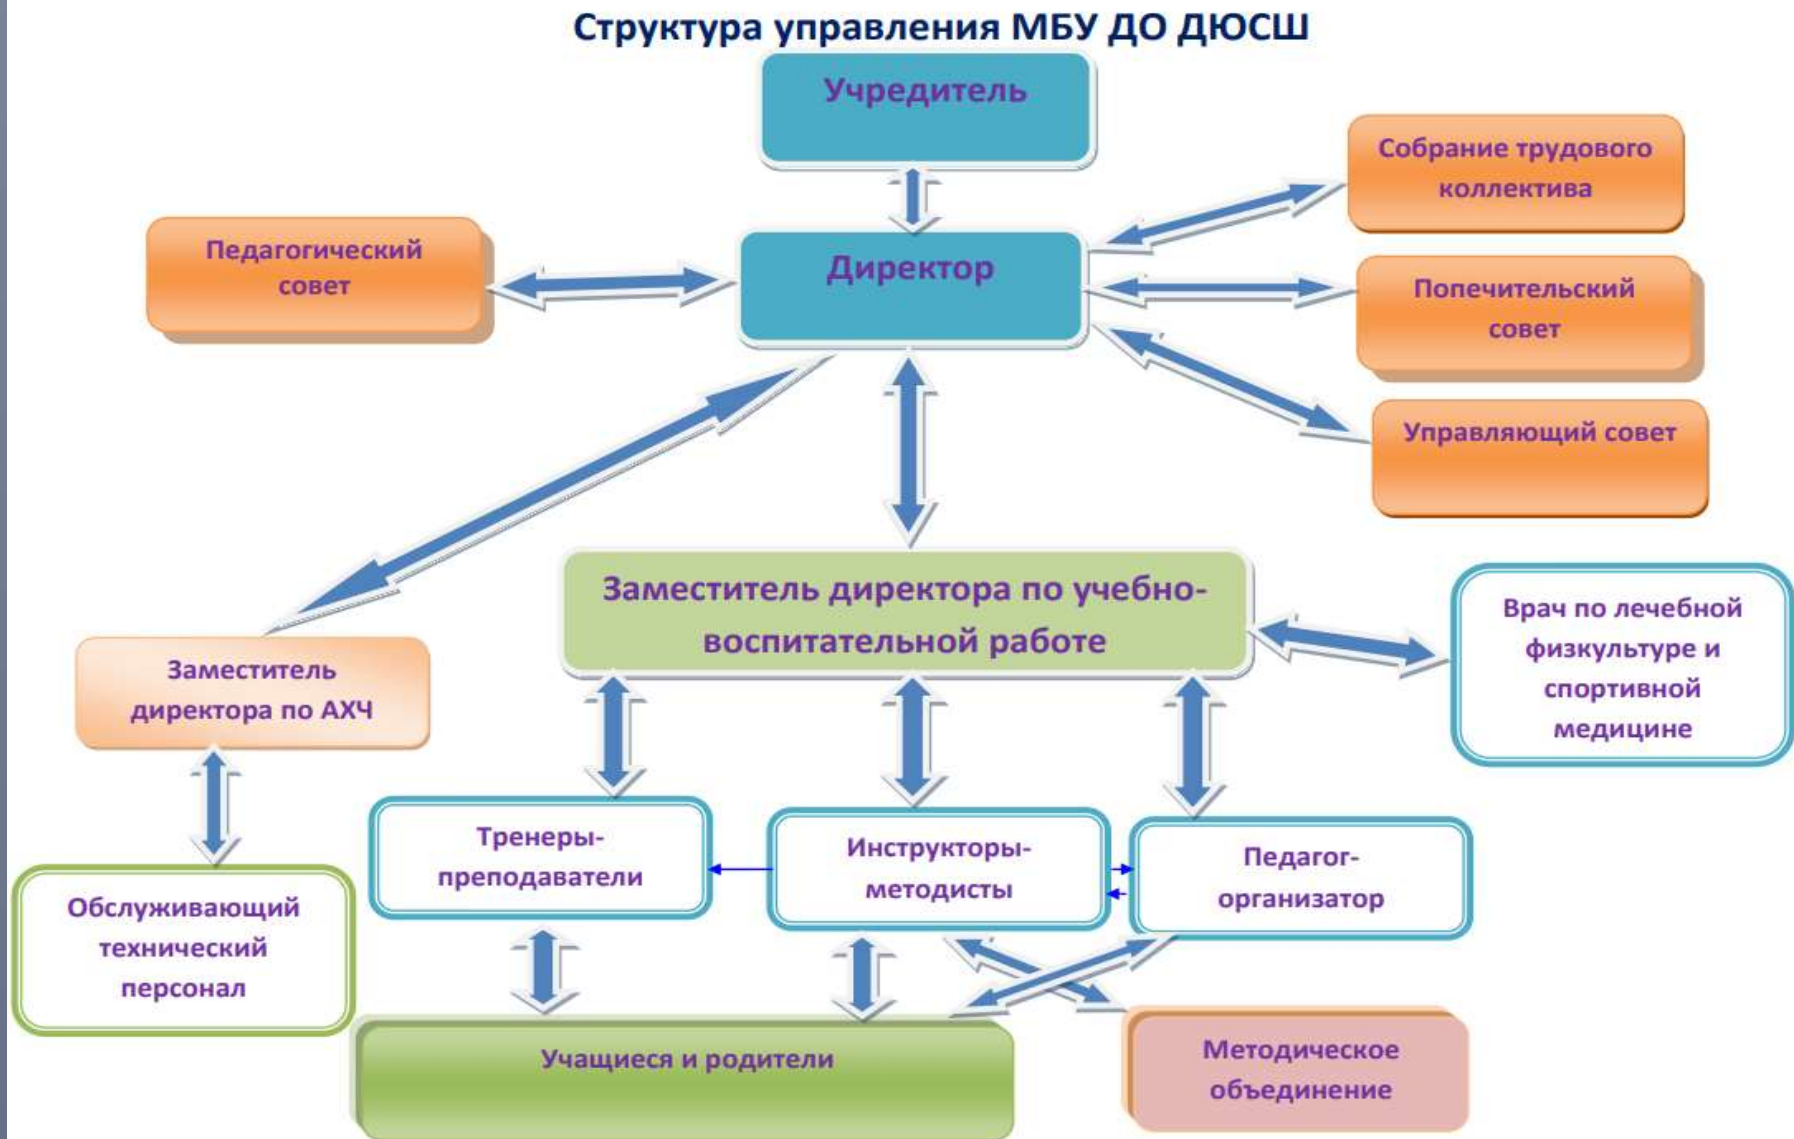 Структура управления МБУ ДО ДЮСШ
Учредитель
Собрание трудового
коллектива
Педагогический
совет
Директор
Попечительский
совет
Управляющий совет
Заместитель директора по учебно-
воспитательной работе
Врач по лечебной
физкультуре и
спортивной
медицине
Заместитель
директора по АХЧ
Тренеры-
преподаватели
Инструкторы-
методисты
Педагог-
организатор
Обслуживающий
технический
персонал
Учащиеся и родители
Методическое
объединение